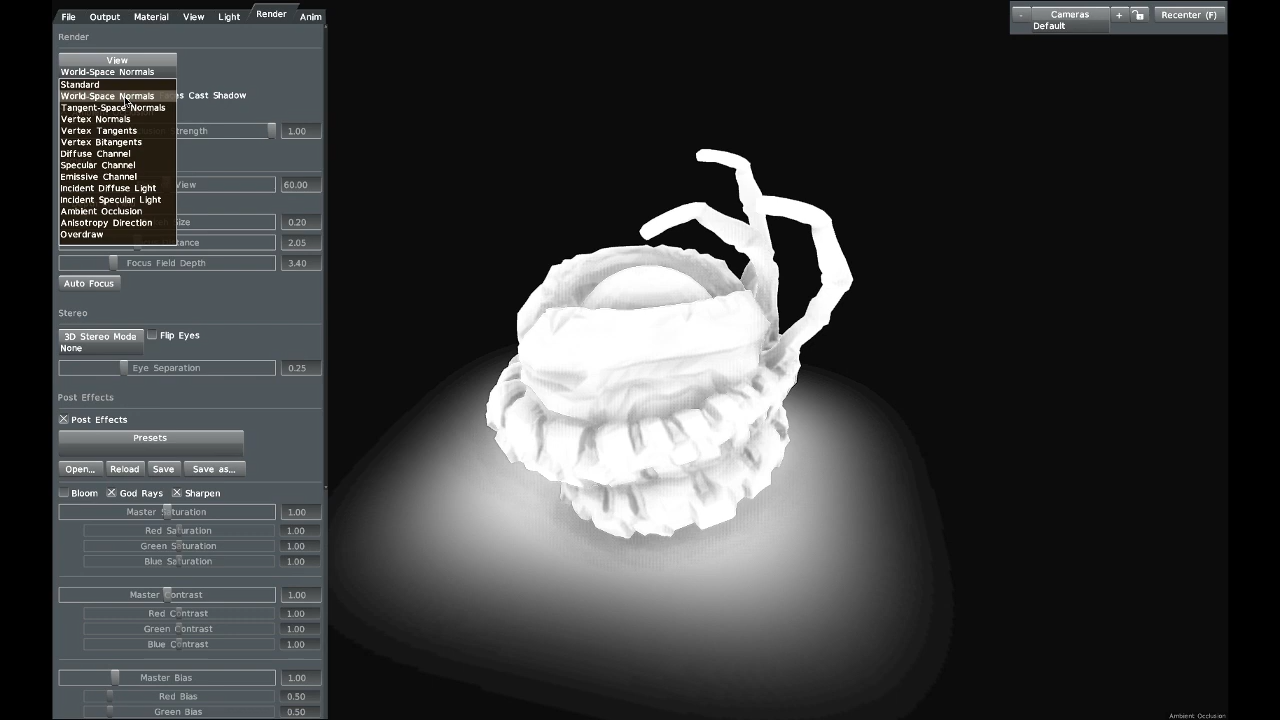 File Output Material View Light Render Anim
- Cameras + Recenter (F)
Default
Render
View
World-Space Normals
Standard
World-Space Normals
es Cast Shadow
Tangent-Space Normals
Vertex Normals
Vertex Tangents
Strength 1.00
Vertex Bitangents
Diffuse Channel
Specular Channel
Emissive Channel
View 60.00
Incident Diffuse Light
Incident Specular Light
Ambient Occlusion
Anisotropy Direction
Size 0.20
Overdraw
tance 2.05
Focus Field Depth 3.40
Auto Focus
Stereo
3D Stereo Mode Flip Eyes
None
Eye Separation 0.25
Post Effects
Post Effects
Presets
Open... Reload Save Save as...
Bloom God Rays Sharpen
Master Saturation 1.00
Red Saturation 1.00
Green Saturation 1.00
Blue Saturation 1.00
Master Contrast 1.00
Red Contrast 1.00
Green Contrast 1.00
Blue Contrast 1.00
Master Bias 1.00
Red Bias 0.50
Green Bias 0.50
Ambient Occlusion